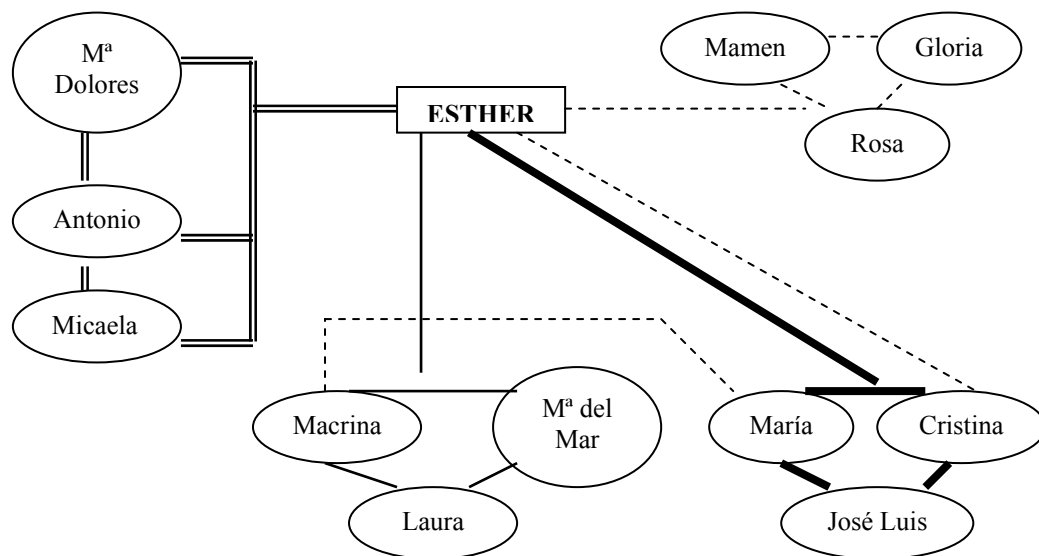 Mª
Dolores
Mamen
Gloria
ESTHER
Rosa
Antonio
Micaela
Macrina
Mª del
Mar
María
Cristina
Laura
José Luis